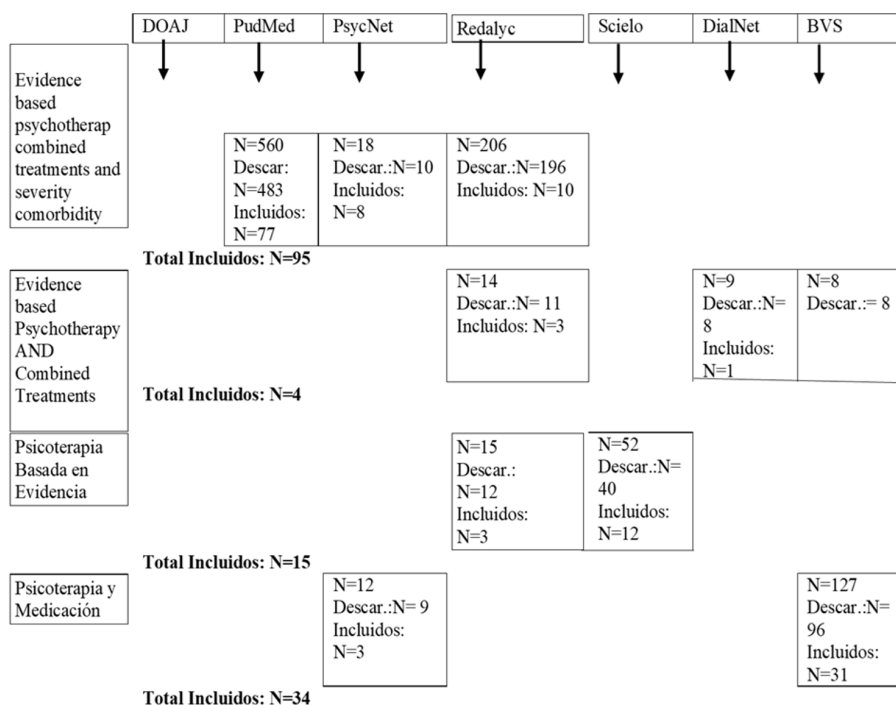 DOAJ PudMed PsycNet Redalyc Scielo DialNet BVS
Evidence
based
psychotherap
combined
treatments and
severity
comorbidity
N=560
Descar:
N=483
Incluidos:
N=77
N=18
Descar.:N=10
Incluidos:
N=8
N=206
Descar.:N=196
Incluidos: N=10
Total Incluidos: N=95
Evidence
based
Psychotherapy
AND
Combined
Treatments
N=14
Descar.:N= 11
Incluidos: N=3
N=9
Descar.:N=
8
Incluidos:
N=1
N=8
Descar.:= 8
Total Incluidos: N=4
Psicoterapia
Basada en
Evidencia
N=15
Descar.:
N=12
Incluidos:
N=3
N=52
Descar.:N=
40
Incluidos:
N=12
Total Incluidos: N=15
Psicoterapia y
Medicación
N=12
Descar.:N= 9
Incluidos:
N=3
N=127
Descar.:N=
96
Incluidos:
N=31
Total Incluidos: N=34